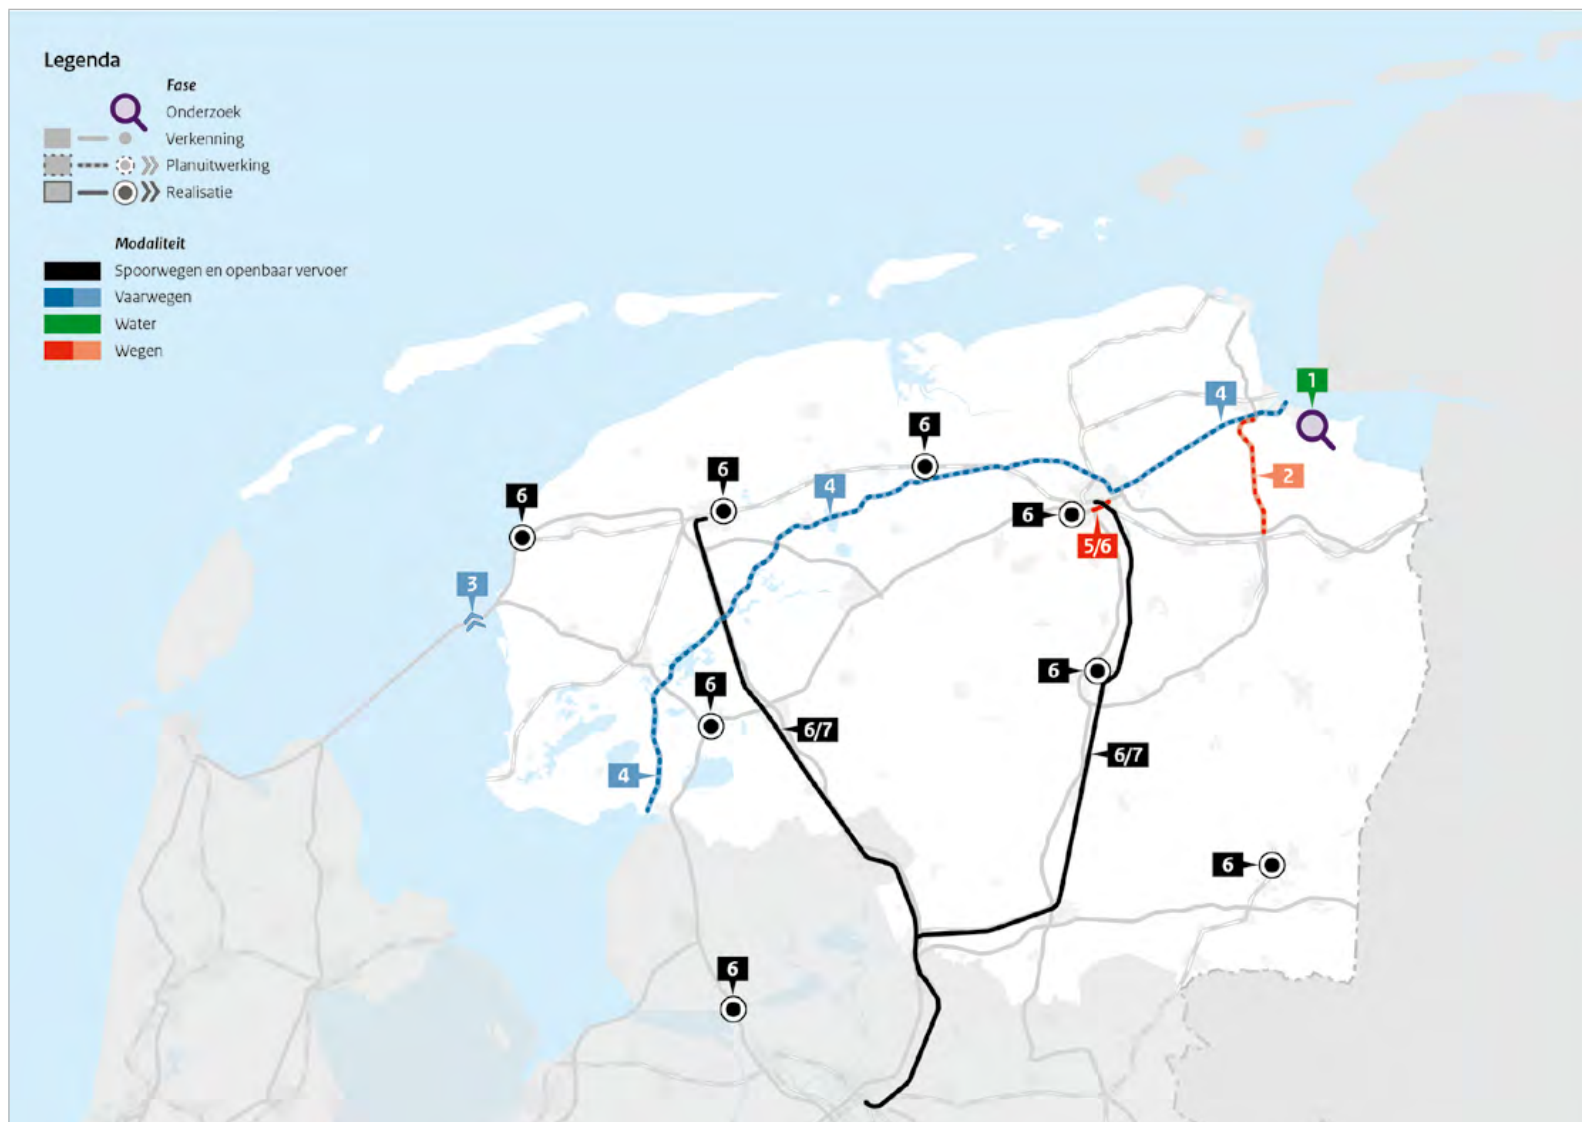 Legenda
Fase
Onderzoek
Verkenning
Planuitwerking
Realisatie
Modaliteit
Spoorwegen en openbaar vervoer
Vaarwegen
Water
Wegen
1
4
6
2
6
4
6
6
5/6
3
6
6
6/7
6/7
4
6
6